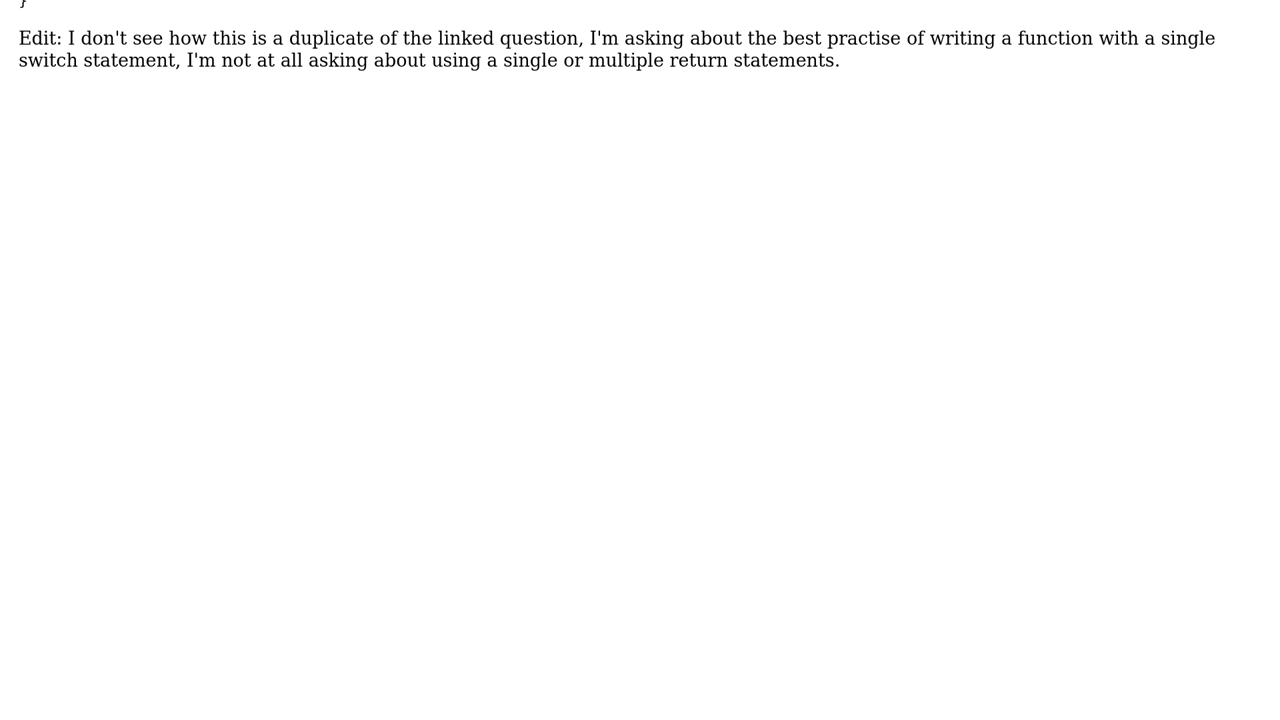 }
Edit: I don't see how this is a duplicate of the linked question, I'm asking about the best practise of writing a function with a single
switch statement, I'm not at all asking about using a single or multiple return statements.